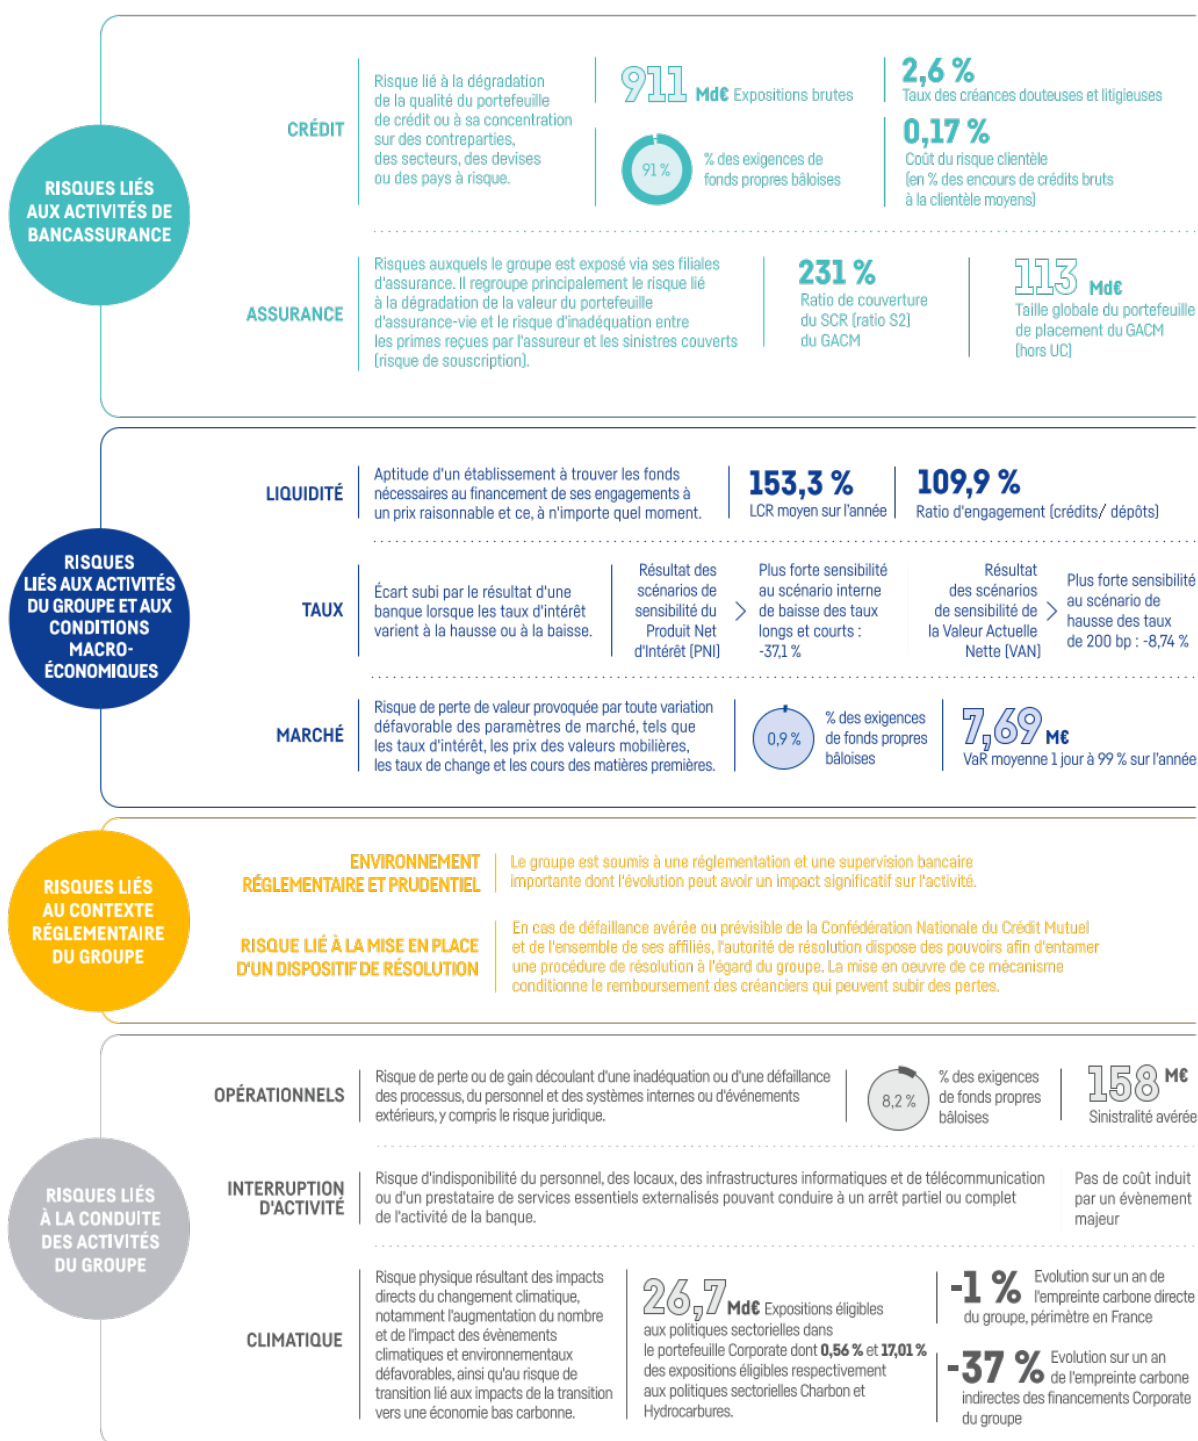 RISQUES LIÉS
AUX ACTIVITÉS DE
BANCASSURANCE
CRÉDIT
Risque lié à la dégradation
de la qualité du portefeuille
de crédit ou à sa concentration
sur des contreparties,
des secteurs, des devises
ou des pays à risque.
911 Md€ Expositions brutes
91 %
% des exigences de
fonds propres bâloises
2,6 %
Taux des créances douteuses et litigieuses
0,17 %
Coût du risque clientèle
(en % des encours de crédits bruts
à la clientèle moyens)
ASSURANCE
Risques auxquels le groupe est exposé via ses filiales
d'assurance. Il regroupe principalement le risque lié
à la dégradation de la valeur du portefeuille
d'assurance-vie et le risque d'inadéquation entre
les primes reçues par l'assureur et les sinistres couverts
(risque de souscription).
231 %
Ratio de couverture
du SCR (ratio S2)
du GACM
113 Md€
Taille globale du portefeuille
de placement du GACM
(hors UC)
RISQUES
LIÉS AUX ACTIVITÉS
DU GROUPE ET AUX
CONDITIONS
MACRO-
ÉCONOMIQUES
LIQUIDITÉ
Aptitude d'un établissement à trouver les fonds
nécessaires au financement de ses engagements à
un prix raisonnable et ce, à n'importe quel moment.
153,3 %
LCR moyen sur l'année
109,9 %
Ratio d'engagement (crédits/ dépôts)
TAUX
Écart subi par le résultat d'une
banque lorsque les taux d'intérêt
varient à la hausse ou à la baisse.
Résultat des
scénarios de
sensibilité du
Produit Net
d'Intérêt (PNI)
>
Plus forte sensibilité
au scénario interne
de baisse des taux
longs et courts :
-37,1 %
Résultat
des scénarios
de sensibilité de
la Valeur Actuelle
Nette (VAN)
>
Plus forte sensibilité
au scénario de
hausse des taux
de 200 bp : -8,74 %
MARCHÉ
Risque de perte de valeur provoquée par toute variation
défavorable des paramètres de marché, tels que
les taux d'intérêt, les prix des valeurs mobilières,
les taux de change et les cours des matières premières.
0,9 %
% des exigences
de fonds propres
bâloises
7,69 M€
VaR moyenne 1 jour à 99 % sur l'année
RISQUES LIÉS
AU CONTEXTE
RÉGLEMENTAIRE
DU GROUPE
ENVIRONNEMENT
RÉGLEMENTAIRE ET PRUDENTIEL
Le groupe est soumis à une réglementation et une supervision bancaire
importante dont l'évolution peut avoir un impact significatif sur l'activité.
RISQUE LIÉ À LA MISE EN PLACE
D'UN DISPOSITIF DE RÉSOLUTION
En cas de défaillance avérée ou prévisible de la Confédération Nationale du Crédit Mutuel
et de l'ensemble de ses affiliés, l'autorité de résolution dispose des pouvoirs afin d'entamer
une procédure de résolution à l'égard du groupe. La mise en oeuvre de ce mécanisme
conditionne le remboursement des créanciers qui peuvent subir des pertes.
RISQUES LIÉS
À LA CONDUITE
DES ACTIVITÉS
DU GROUPE
OPÉRATIONNELS
Risque de perte ou de gain découlant d'une inadéquation ou d'une défaillance
des processus, du personnel et des systèmes internes ou d'événements
extérieurs, y compris le risque juridique.
8,2 %
% des exigences
de fonds propres
bâloises
158 M€
Sinistralité avérée
INTERRUPTION
D'ACTIVITÉ
Risque d'indisponibilité du personnel, des locaux, des infrastructures informatiques et de télécommunication
ou d'un prestataire de services essentiels externalisés pouvant conduire à un arrêt partiel ou complet
de l'activité de la banque.
Pas de coût induit
par un évènement
majeur
CLIMATIQUE
Risque physique résultant des impacts
directs du changement climatique,
notamment l'augmentation du nombre
et de l'impact des évènements
climatiques et environnementaux
défavorables, ainsi qu'au risque de
transition lié aux impacts de la transition
vers une économie bas carbonne.
26,7 Md€ Expositions éligibles
aux politiques sectorielles dans
le portefeuille Corporate dont 0,56 % et 17,01 %
des expositions éligibles respectivement
aux politiques sectorielles Charbon et
Hydrocarbures.
-1 % Evolution sur un an de
l'empreinte carbone directe
du groupe, périmètre en France
-37 % Evolution sur un an
de l'empreinte carbone
indirectes des financements Corporate
du groupe